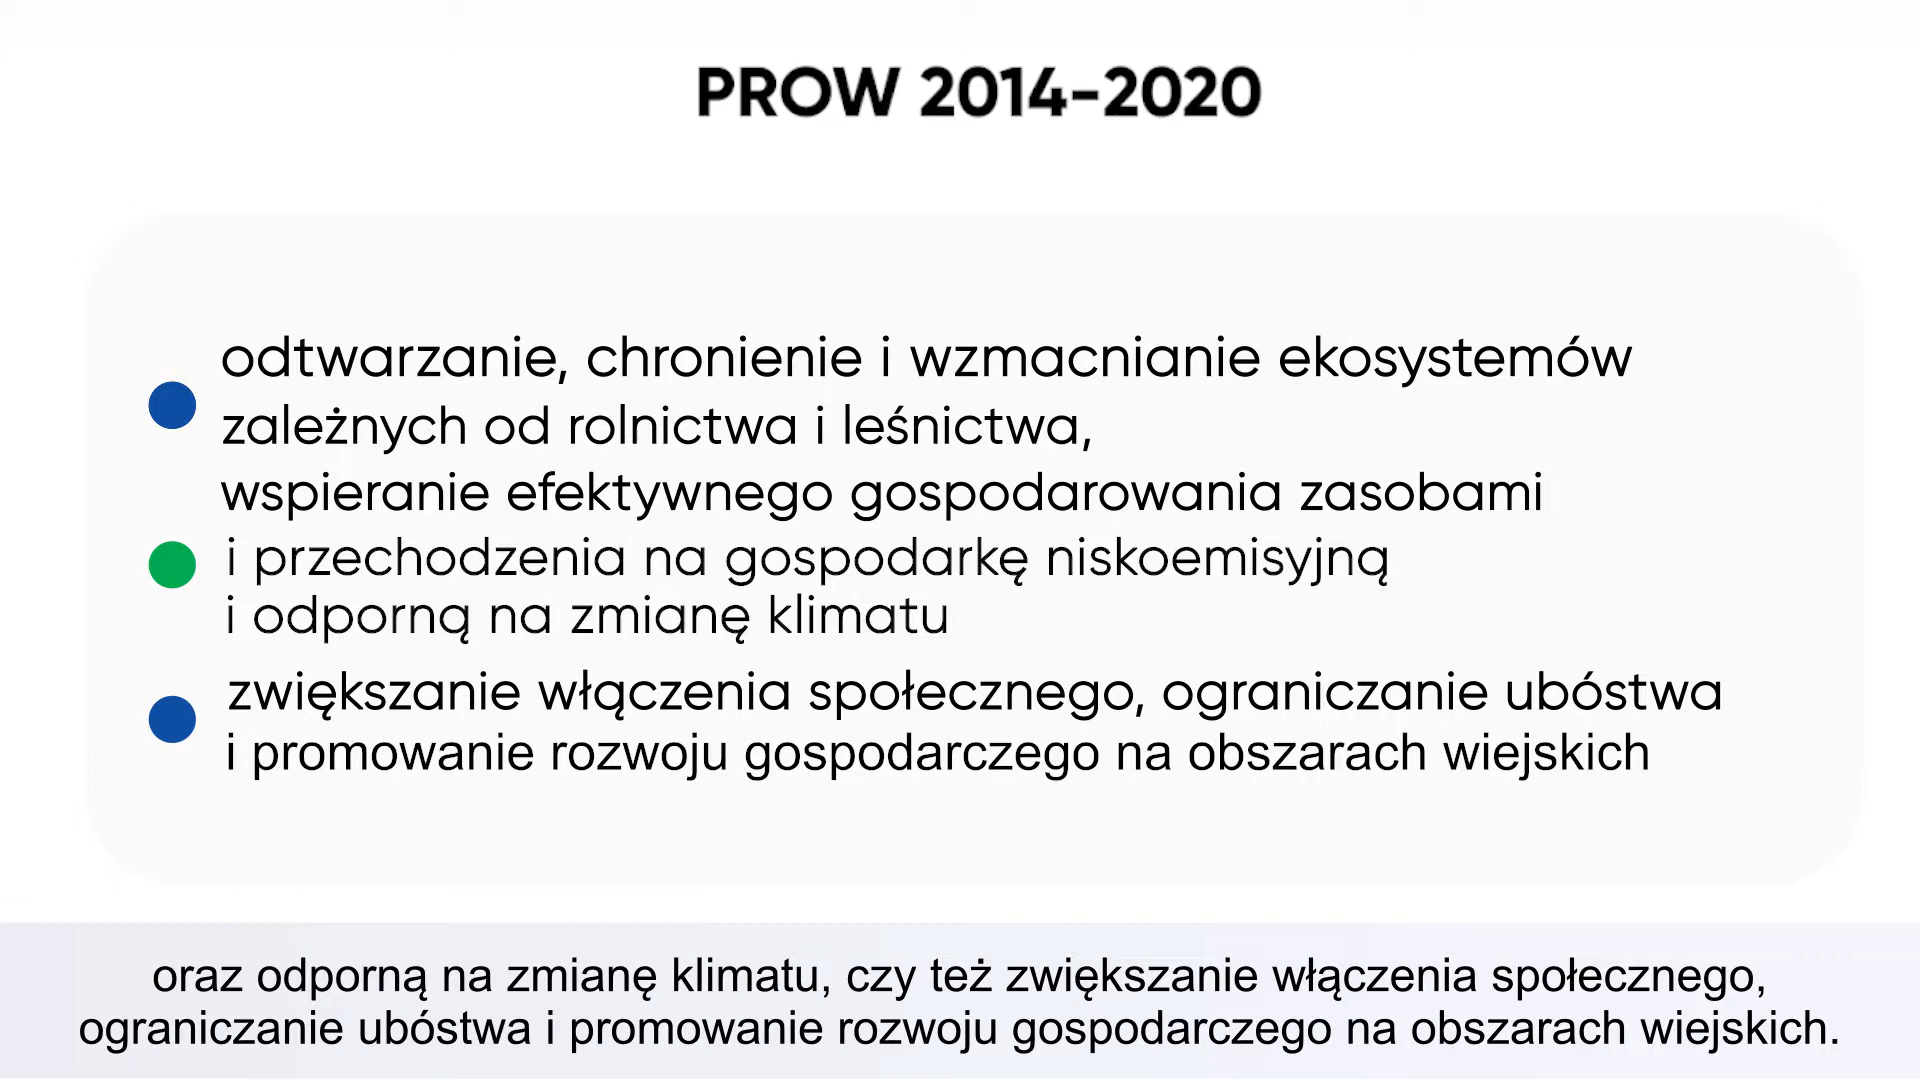 PROW 2014-2020
odtwarzanie, chronienie i wzmacnianie ekosystemów
zależnych od rolnictwa i leśnictwa,
wspieranie efektywnego gospodarowania zasobami
i przechodzenia na gospodarkę niskoemisyjną
i odporną na zmianę klimatu
zwiększanie włączenia społecznego, ograniczanie ubóstwa
i promowanie rozwoju gospodarczego na obszarach wiejskich
oraz odporną na zmianę klimatu, czy też zwiększanie włączenia społecznego,
ograniczanie ubóstwa i promowanie rozwoju gospodarczego na obszarach wiejskich.